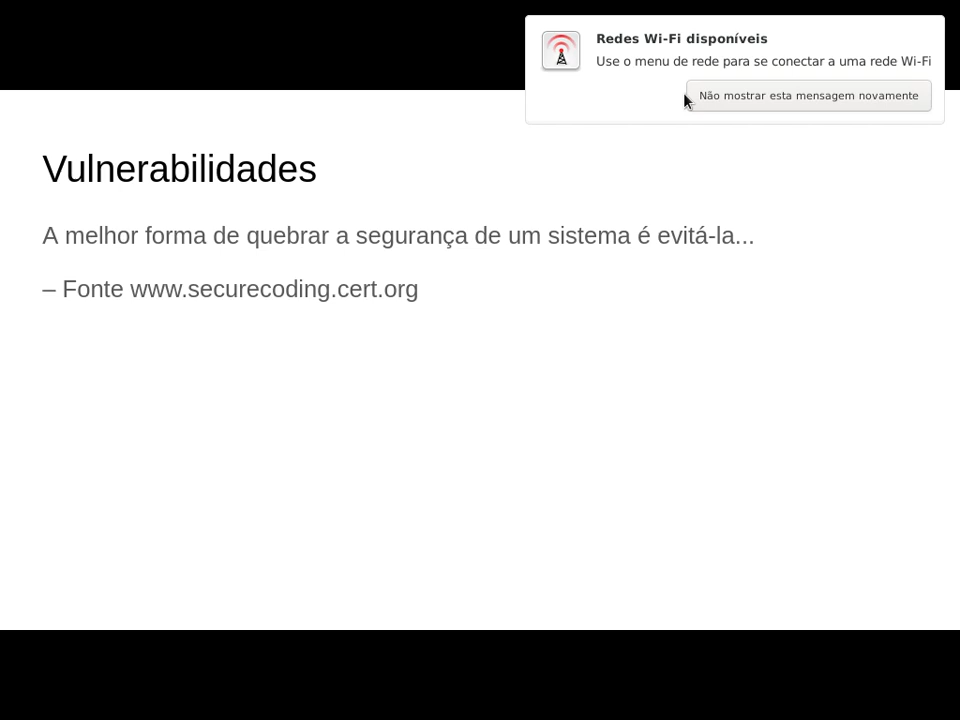 Redes Wi-Fi disponíveis
Use o menu de rede para se conectar a uma rede Wi-Fi
Não mostrar esta mensagem novamente
Vulnerabilidades
A melhor forma de quebrar a segurança de um sistema é evitá-la...
– Fonte www.securecoding.cert.org